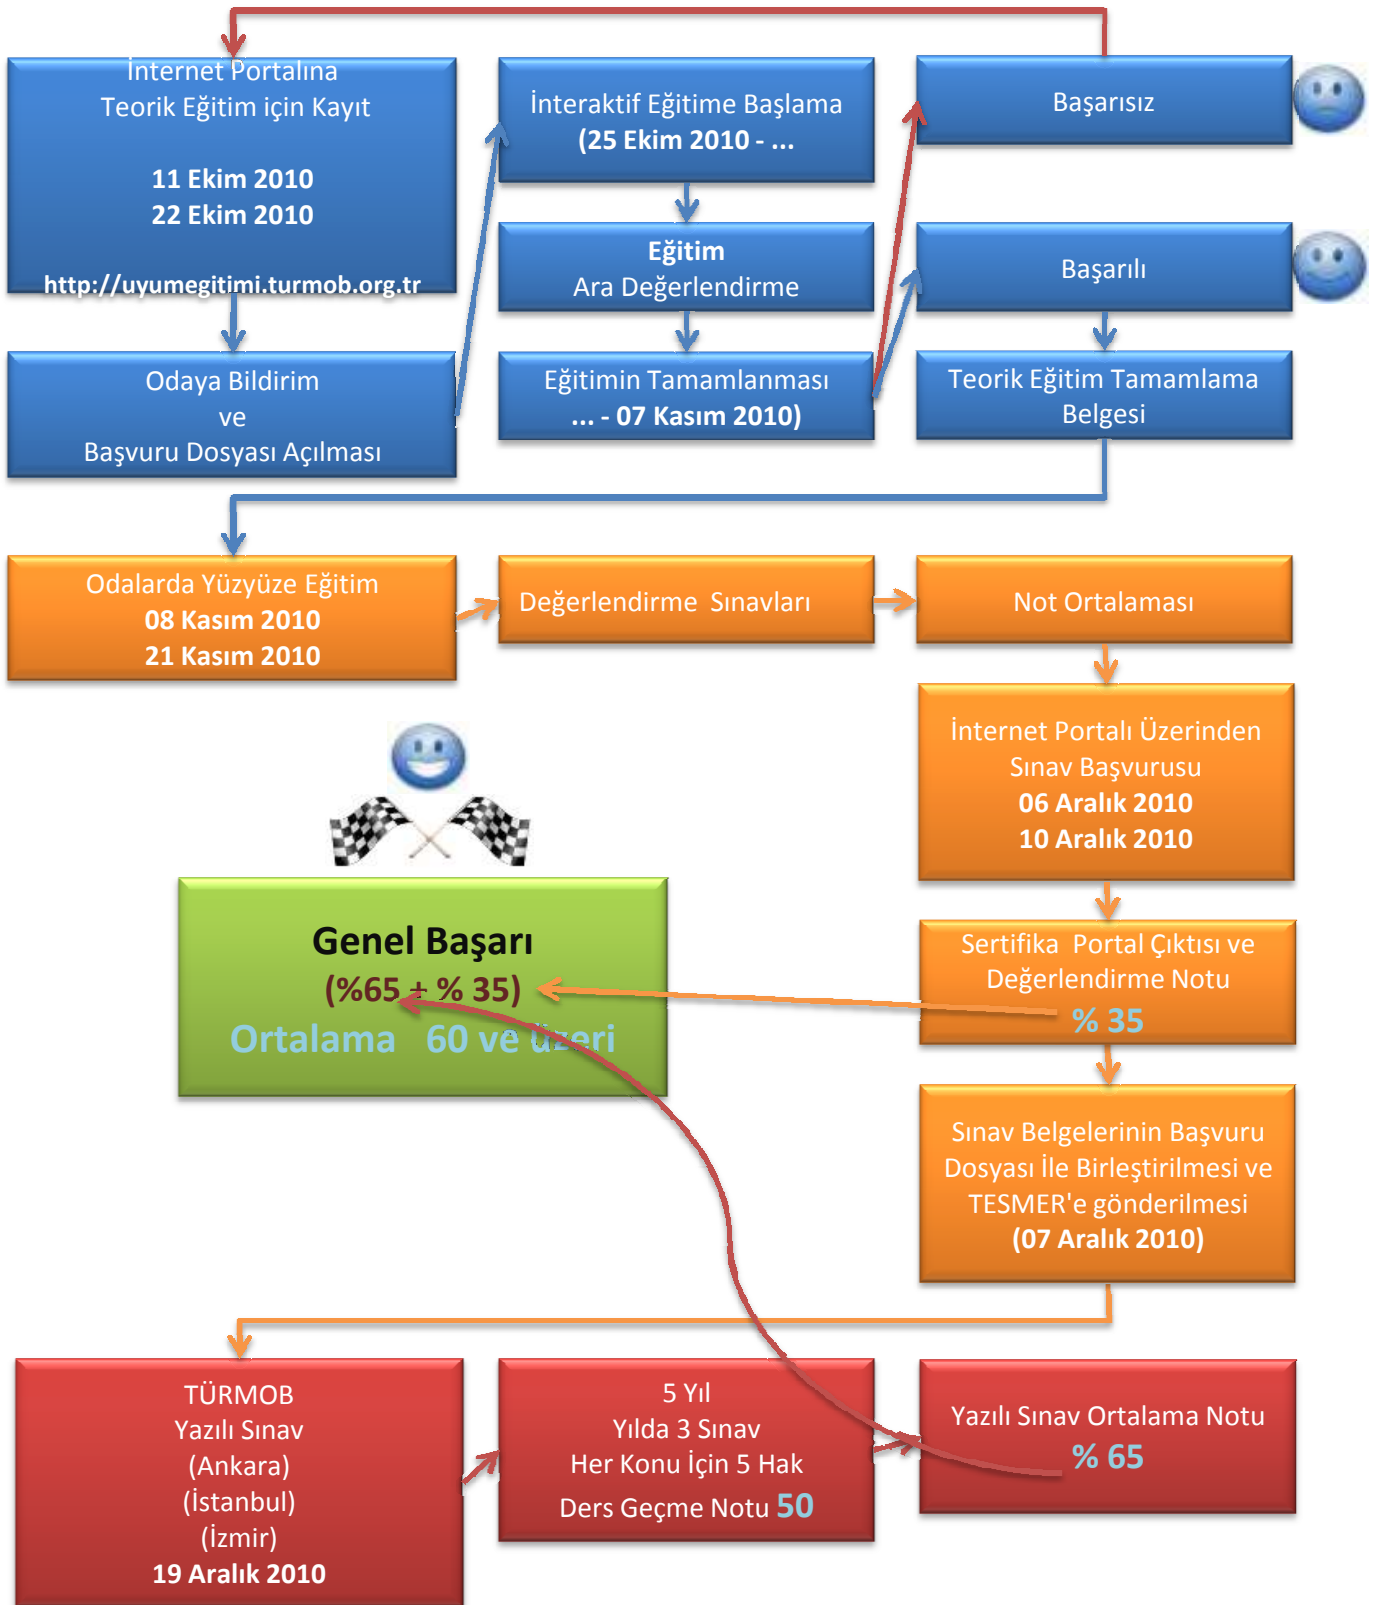 İnternet Portalına
Teorik Eğitim için Kayıt
11 Ekim 2010
22 Ekim 2010
http://uyumegitimi.turmob.org.tr
Odaya Bildirim
ve
Başvuru Dosyası Açılması
İnteraktif Eğitime Başlama
(25 Ekim 2010 - ...
Eğitim
Ara Değerlendirme
Eğitimin Tamamlanması
... - 07 Kasım 2010)
Başarısız
Başarılı
Teorik Eğitim Tamamlama
Belgesi
Odalarda Yüzyüze Eğitim
08 Kasım 2010
21 Kasım 2010
Değerlendirme Sınavları
Not Ortalaması
İnternet Portalı Üzerinden
Sınav Başvurusu
06 Aralık 2010
10 Aralık 2010
Sertifika Portal Çıktısı ve
Değerlendirme Notu
% 35
Genel Başarı
(%65 + % 35)
Ortalama 60 ve üzeri
Sınav Belgelerinin Başvuru
Dosyası İle Birleştirilmesi ve
TESMER'e gönderilmesi
(07 Aralık 2010)
TÜRMOB
Yazılı Sınav
(Ankara)
(İstanbul)
(İzmir)
19 Aralık 2010
5 Yıl
Yılda 3 Sınav
Her Konu İçin 5 Hak
Ders Geçme Notu 50
Yazılı Sınav Ortalama Notu
% 65